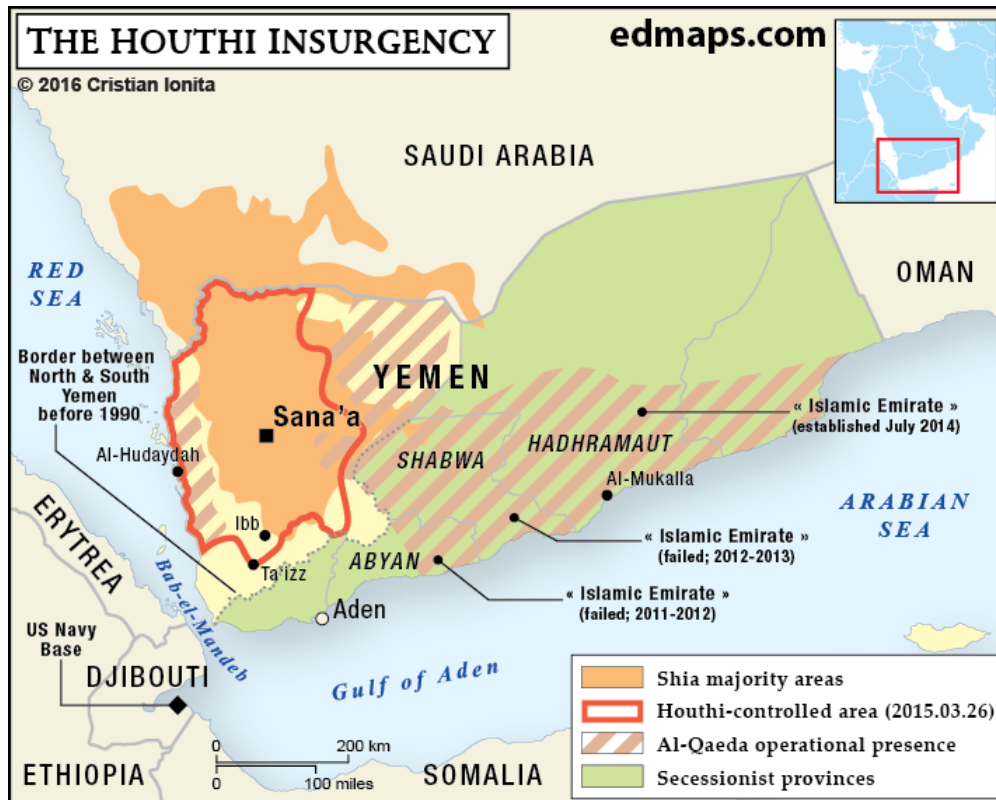 THE HOUTHI INSURGENCY
edmaps.com
© 2016 Cristian Ionita
SAUDI ARABIA
RED
SEA
OMAN
Border between
North & South
Yemen
before 1990
YEMEN
Sana'a
« Islamic Emirate »
(established July 2014)
Al-Hudaydah
SHABWA
HADHRAMAUT
Al-Mukalla
ARABIAN
SEA
ERYTREA
Ibb
« Islamic Emirate »
(failed; 2012-2013)
Ta'izz
ABYAN
Bab-el-Mandeb
« Islamic Emirate »
(failed; 2011-2012)
Aden
US Navy
Base
DJIBOUTI
Gulf of Aden
Shia majority areas
Houthi-controlled area (2015.03.26)
Al-Qaeda operational presence
Secessionist provinces
0 200 km
0 100 miles
ETHIOPIA
SOMALIA